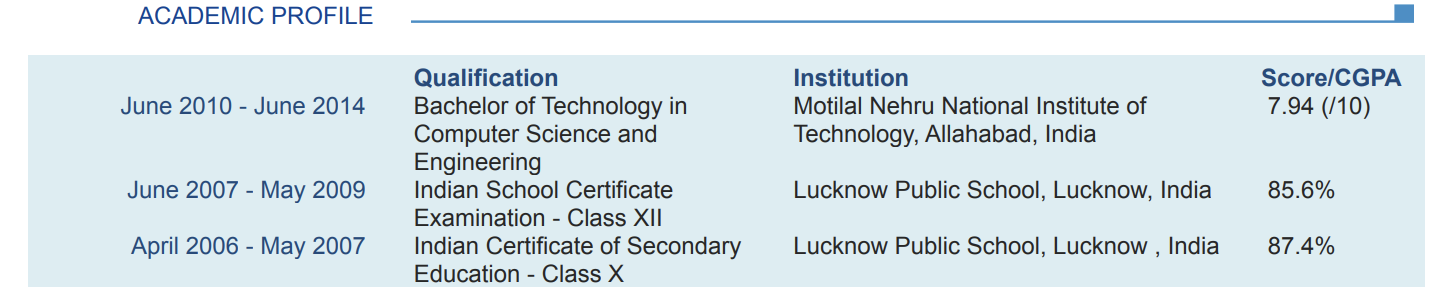 ACADEMIC PROFILE
Qualification Institution Score/CGPA
June 2010 - June 2014 Bachelor of Technology in Motilal Nehru National Institute of 7.94 (/10)
Computer Science and Technology, Allahabad, India
Engineering
June 2007 - May 2009 Indian School Certificate Lucknow Public School, Lucknow, India 85.6%
Examination - Class XII
April 2006 - May 2007 Indian Certificate of Secondary Lucknow Public School, Lucknow , India 87.4%
Education - Class X